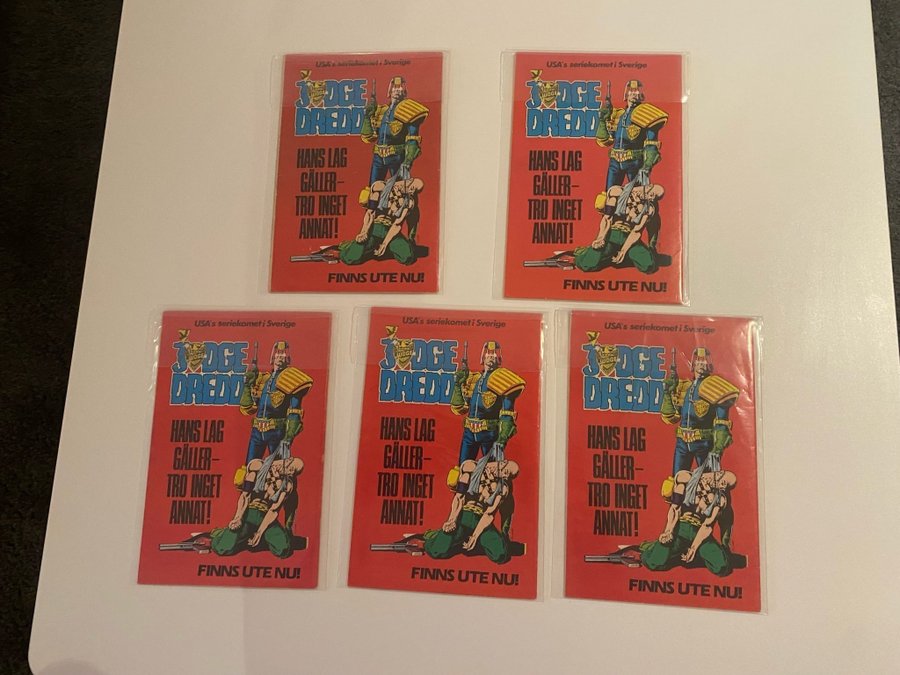 USA's seriekomet i Sverige
JUDGE
DREDD
HANS LAG
GÄLLER–
TRO INGET
ANNAT!
FINNS UTE NU!
USA's seriekomet i Sverige
JUDGE
DREDD
HANS LAG
GÄLLER–
TRO INGET
ANNAT!
FINNS UTE NU!
USA's seriekomet i Sverige
JUDGE
DREDD
HANS LAG
GÄLLER–
TRO INGET
ANNAT!
FINNS UTE NU!
USA's seriekomet i Sverige
JUDGE
DREDD
HANS LAG
GÄLLER–
TRO INGET
ANNAT!
FINNS UTE NU!
USA's seriekomet i Sverige
JUDGE
DREDD
HANS LAG
GÄLLER–
TRO INGET
ANNAT!
FINNS UTE NU!